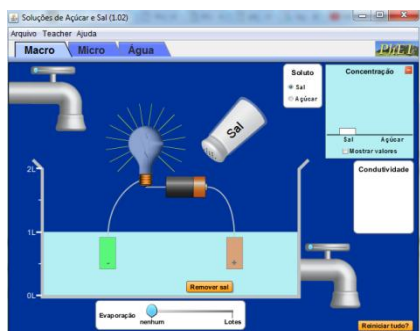 Soluções de Açúcar e Sal (1.02)
Arquivo Teacher Ajuda
Macro Micro Água
PhET
Soluto
Sal
Açúcar
Concentração
Sal Açúcar
Mostrar valores
Condutividade
Sal
2L
1L
0L
-
+
Remover sal
Evaporação
nenhum Lotes
Reiniciar tudo?